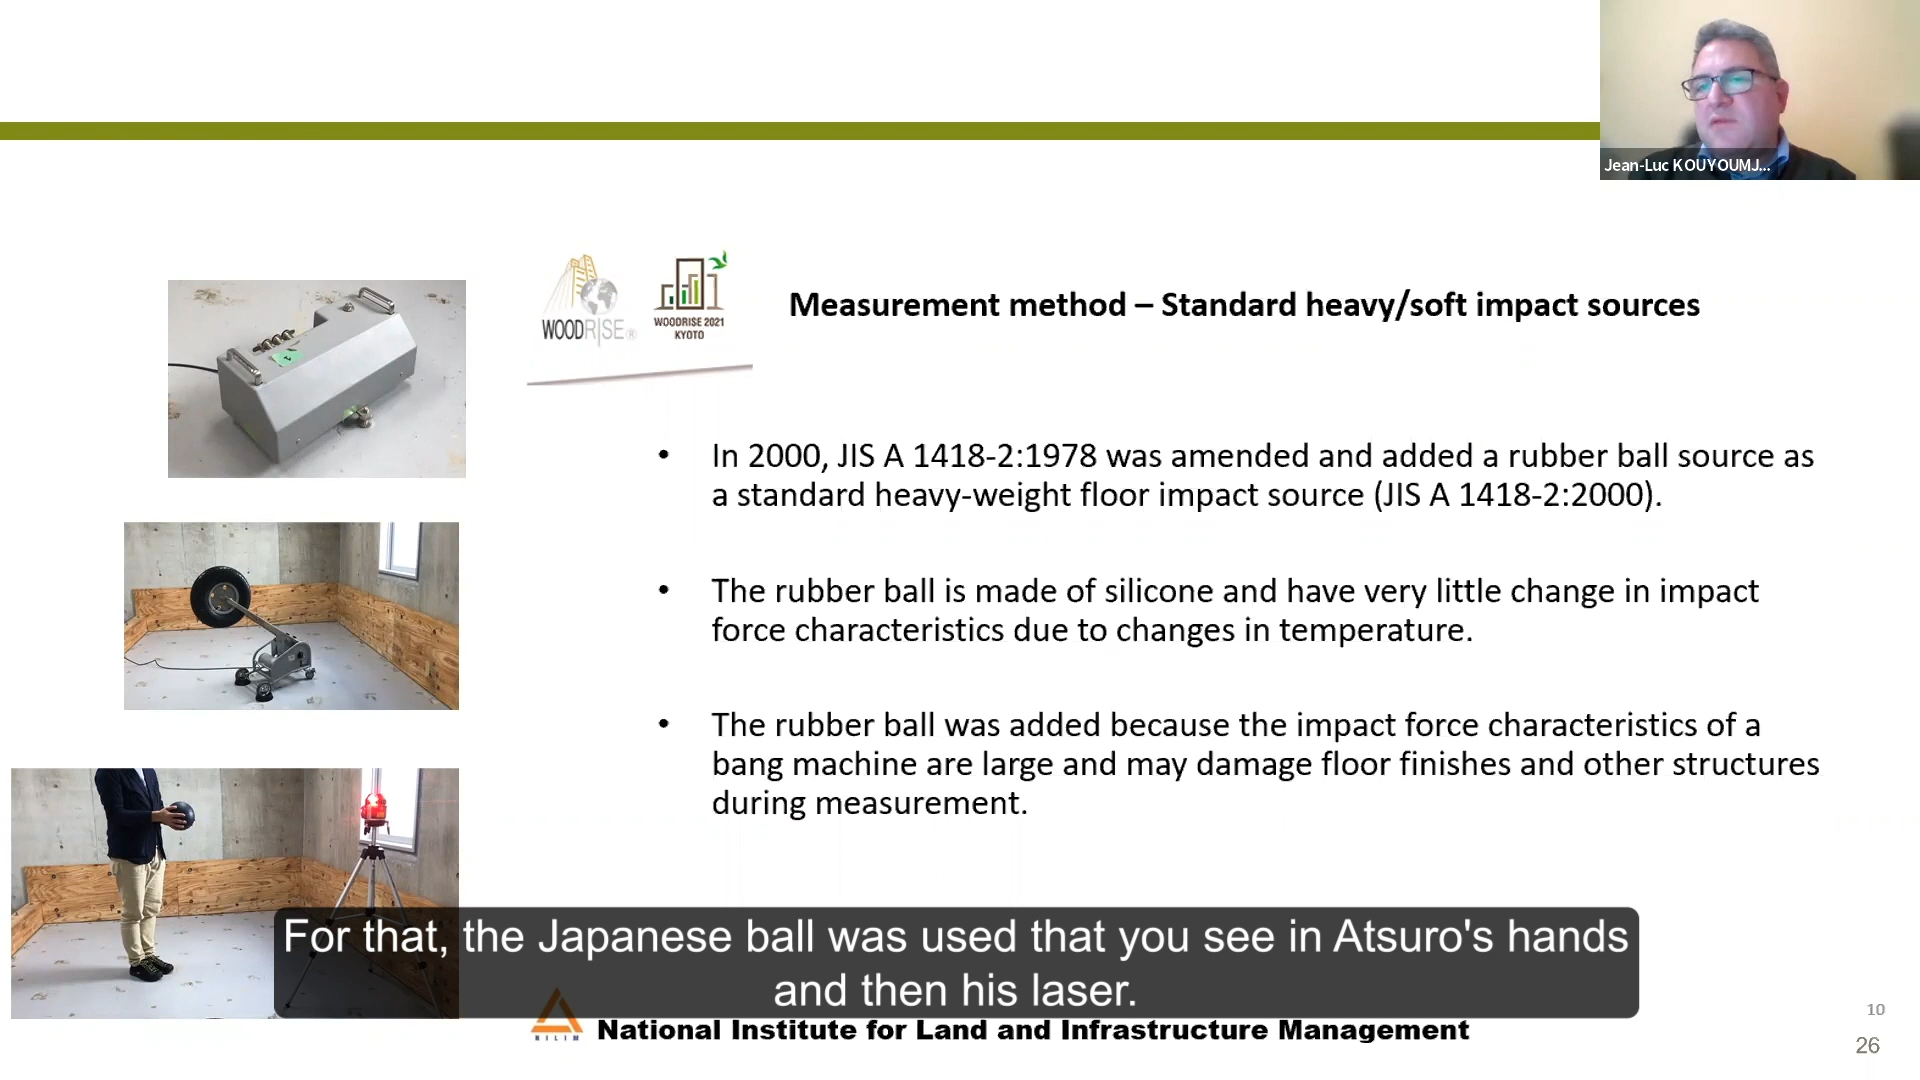 Jean-Luc KOUYOUMJ...
WOODRISE®
WOODRISE 2021
KYOTO
Measurement method – Standard heavy/soft impact sources
• In 2000, JIS A 1418-2:1978 was amended and added a rubber ball source as
a standard heavy-weight floor impact source (JIS A 1418-2:2000).
• The rubber ball is made of silicone and have very little change in impact
force characteristics due to changes in temperature.
• The rubber ball was added because the impact force characteristics of a
bang machine are large and may damage floor finishes and other structures
during measurement.
For that, the Japanese ball was used that you see in Atsuro's hands
and then his laser.
NILIM
National Institute for Land and Infrastructure Management
10
26